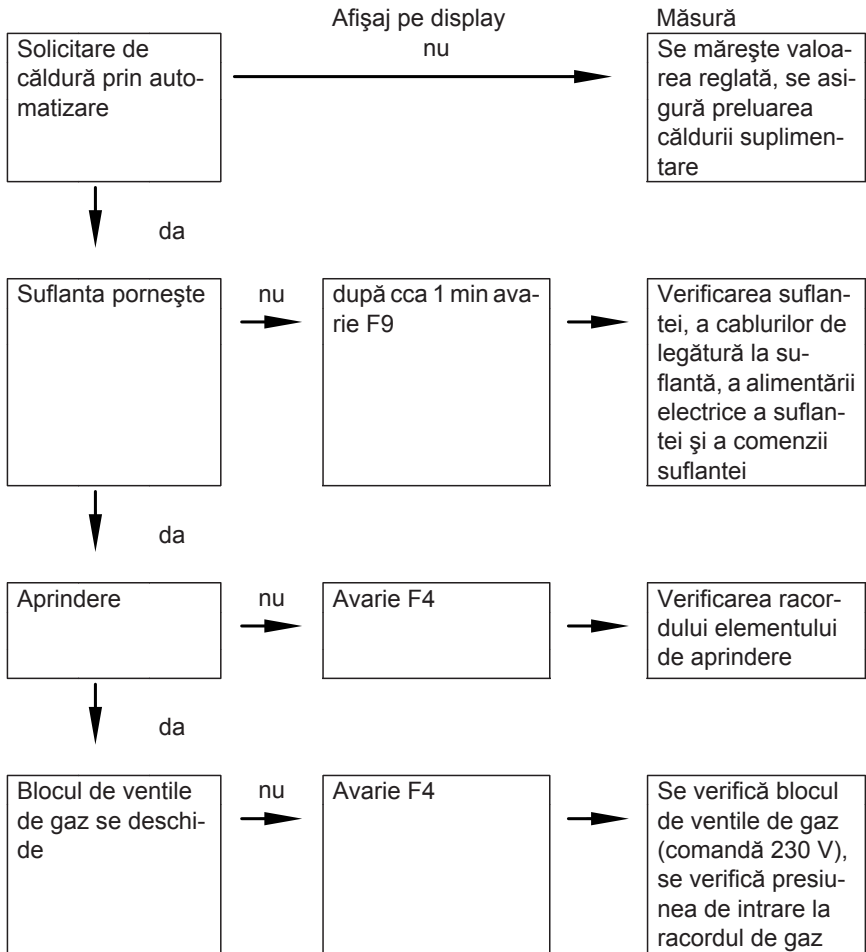 Afişaj pe display
Măsură
Solicitare de
căldură prin auto-
matizare
nu
Se măreşte valoa-
rea reglată, se asi-
gură preluarea
căldurii suplimen-
tare
da
Suflanta porneşte
nu
după cca 1 min ava-
rie F9
Verificarea suflan-
tei, a cablurilor de
legătură la su-
flantă, a alimentării
electrice a suflan-
tei şi a comenzii
suflantei
da
Aprindere
nu
Avarie F4
Verificarea racor-
dului elementului
de aprindere
da
Blocul de ventile
de gaz se deschi-
de
nu
Avarie F4
Se verifică blocul
de ventile de gaz
(comandă 230 V),
se verifică presiu-
nea de intrare la
racordul de gaz